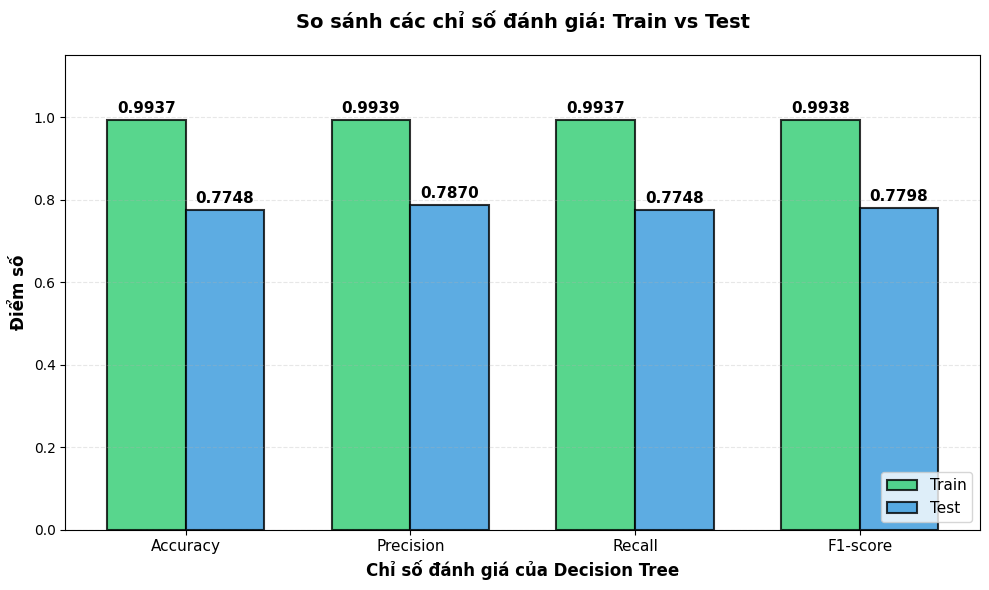 So sánh các chỉ số đánh giá: Train vs Test
Điểm số
1.0
0.8
0.6
0.4
0.2
0.0
0.9937
0.7748
0.9939
0.7870
0.9937
0.7748
0.9938
0.7798
Train
Test
Accuracy
Precision
Recall
F1-score
Chỉ số đánh giá của Decision Tree